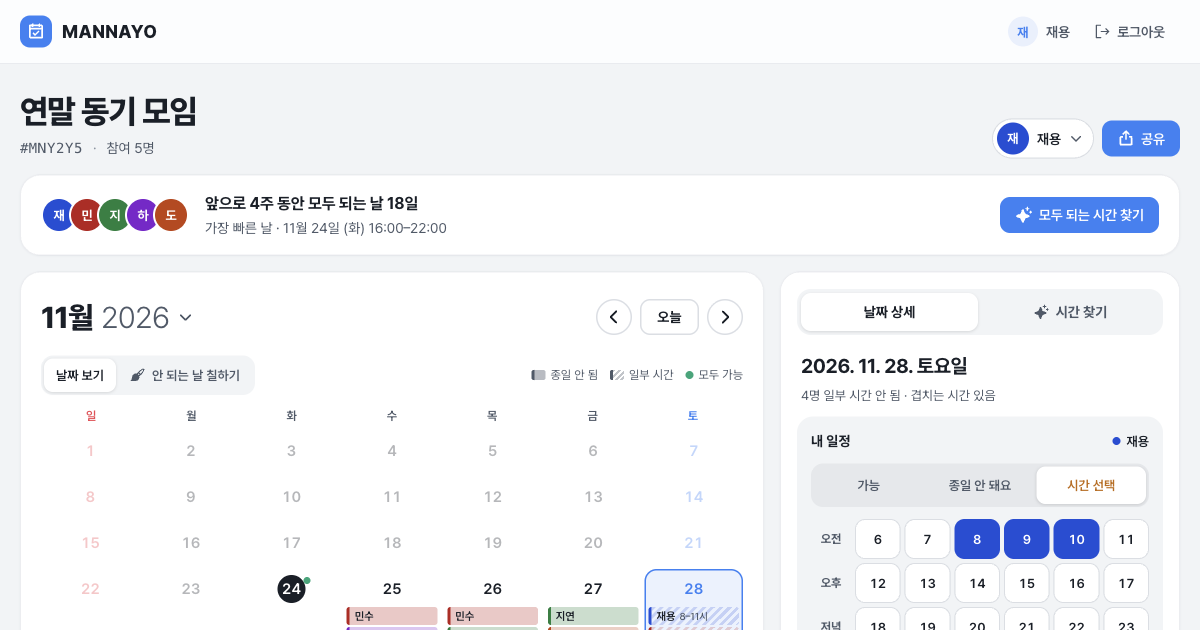 MANNAYO
재 재용 로그아웃
연말 동기 모임
#MNY2Y5 · 참여 5명
재 재용 공유
재 민 지 하 도
앞으로 4주 동안 모두 되는 날 18일
가장 빠른 날 · 11월 24일 (화) 16:00–22:00
모두 되는 시간 찾기
11월 2026
오늘
날짜 보기 안 되는 날 칠하기
종일 안 됨 일부 시간 모두 가능
일 월 화 수 목 금 토
1 2 3 4 5 6 7
8 9 10 11 12 13 14
15 16 17 18 19 20 21
22 23 24 25 26 27 28
민수 민수 지연 재용 8–11시
날짜 상세 시간 찾기
2026. 11. 28. 토요일
4명 일부 시간 안 됨 · 겹치는 시간 있음
내 일정 재용
가능 종일 안 돼요 시간 선택
오전 6 7 8 9 10 11
오후 12 13 14 15 16 17
저녁 18 19 20 21 22 23